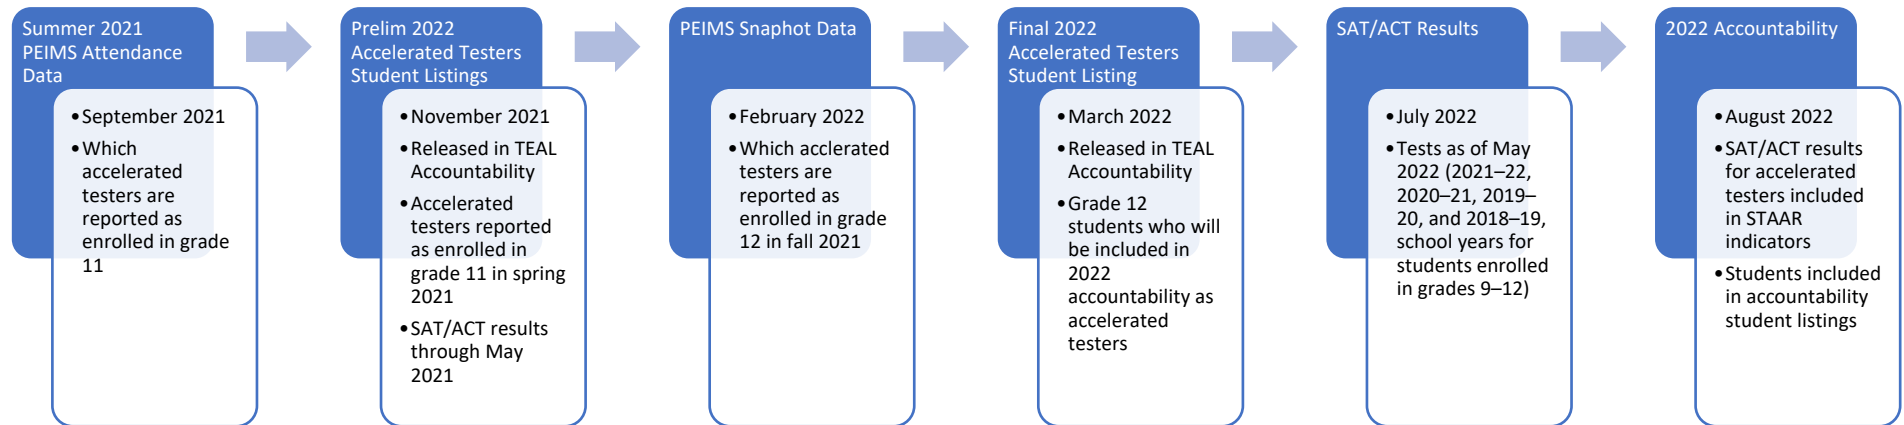 Summer 2021
PEIMS Attendance
Data
•September 2021
•Which
accelerated
testers are
reported as
enrolled in grade
11
Prelim 2022
Accelerated Testers
Student Listings
•November 2021
•Released in TEAL
Accountability
•Accelerated
testers reported
as enrolled in
grade 11 in spring
2021
•SAT/ACT results
through May
2021
PEIMS Snaphot Data
•February 2022
•Which acclerated
testers are
reported as
enrolled in grade
12 in fall 2021
Final 2022
Accelerated Testers
Student Listing
•March 2022
•Released in TEAL
Accountability
•Grade 12
students who will
be included in
2022
accountability as
accelerated
testers
SAT/ACT Results
•July 2022
•Tests as of May
2022 (2021–22,
2020–21, 2019–
20, and 2018–19,
school years for
students enrolled
in grades 9–12)
2022 Accountability
•August 2022
•SAT/ACT results
for accelerated
testers included
in STAAR
indicators
•Students included
in accountability
student listings